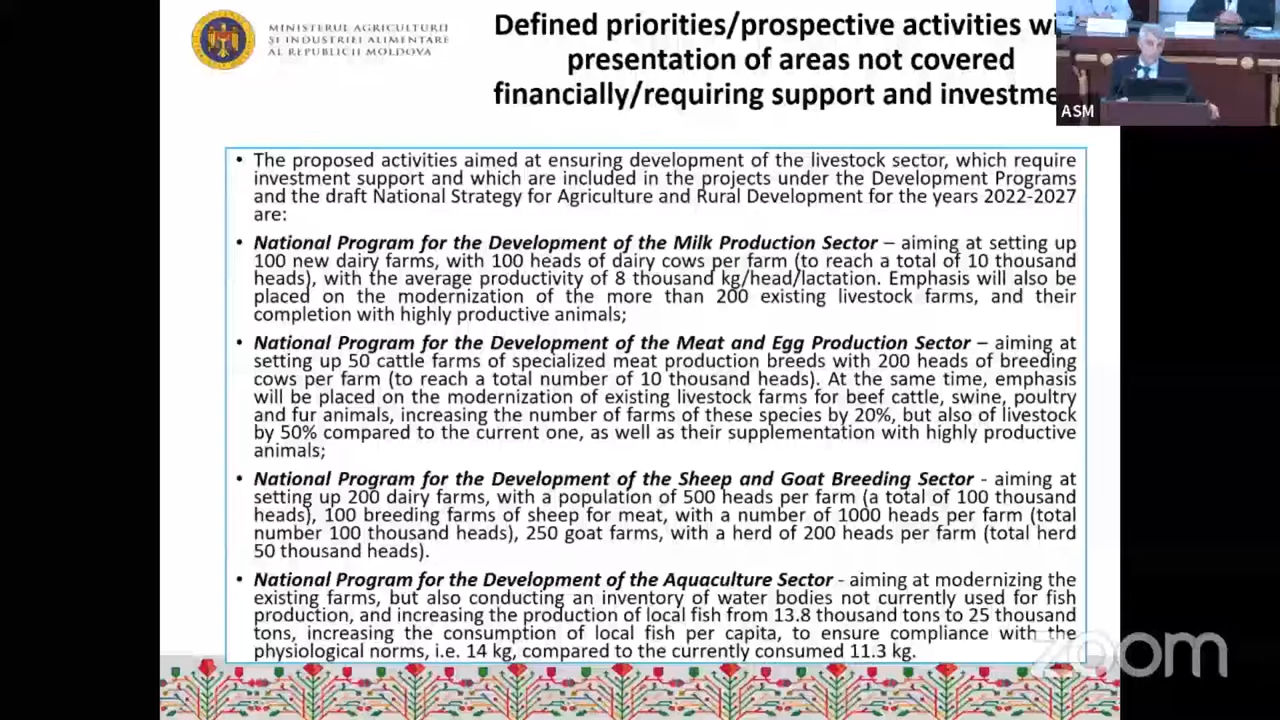 MINISTERUL AGRICULTURII
ȘI INDUSTRIEI ALIMENTARE
AL REPUBLICII MOLDOVA
Defined priorities/prospective activities wi
presentation of areas not covered
financially/requiring support and investme
ASM
• The proposed activities aimed at ensuring development of the livestock sector, which require
investment support and which are included in the projects under the Development Programs
and the draft National Strategy for Agriculture and Rural Development for the years 2022-2027
are:
• National Program for the Development of the Milk Production Sector – aiming at setting up
100 new dairy farms, with 100 heads of dairy cows per farm (to reach a total of 10 thousand
heads), with the average productivity of 8 thousand kg/head/lactation. Emphasis will also be
placed on the modernization of the more than 200 existing livestock farms, and their
completion with highly productive animals;
• National Program for the Development of the Meat and Egg Production Sector – aiming at
setting up 50 cattle farms of specialized meat production breeds with 200 heads of breeding
cows per farm (to reach a total number of 10 thousand heads). At the same time, emphasis
will be placed on the modernization of existing livestock farms for beef cattle, swine, poultry
and fur animals, increasing the number of farms of these species by 20%, but also of livestock
by 50% compared to the current one, as well as their supplementation with highly productive
animals;
• National Program for the Development of the Sheep and Goat Breeding Sector - aiming at
setting up 200 dairy farms, with a population of 500 heads per farm (a total of 100 thousand
heads), 100 breeding farms of sheep for meat, with a number of 1000 heads per farm (total
number 100 thousand heads), 250 goat farms, with a herd of 200 heads per farm (total herd
50 thousand heads).
• National Program for the Development of the Aquaculture Sector - aiming at modernizing the
existing farms, but also conducting an inventory of water bodies not currently used for fish
production, and increasing the production of local fish from 13.8 thousand tons to 25 thousand
tons, increasing the consumption of local fish per capita, to ensure compliance with the
physiological norms, i.e. 14 kg, compared to the currently consumed 11.3 kg.
zoom